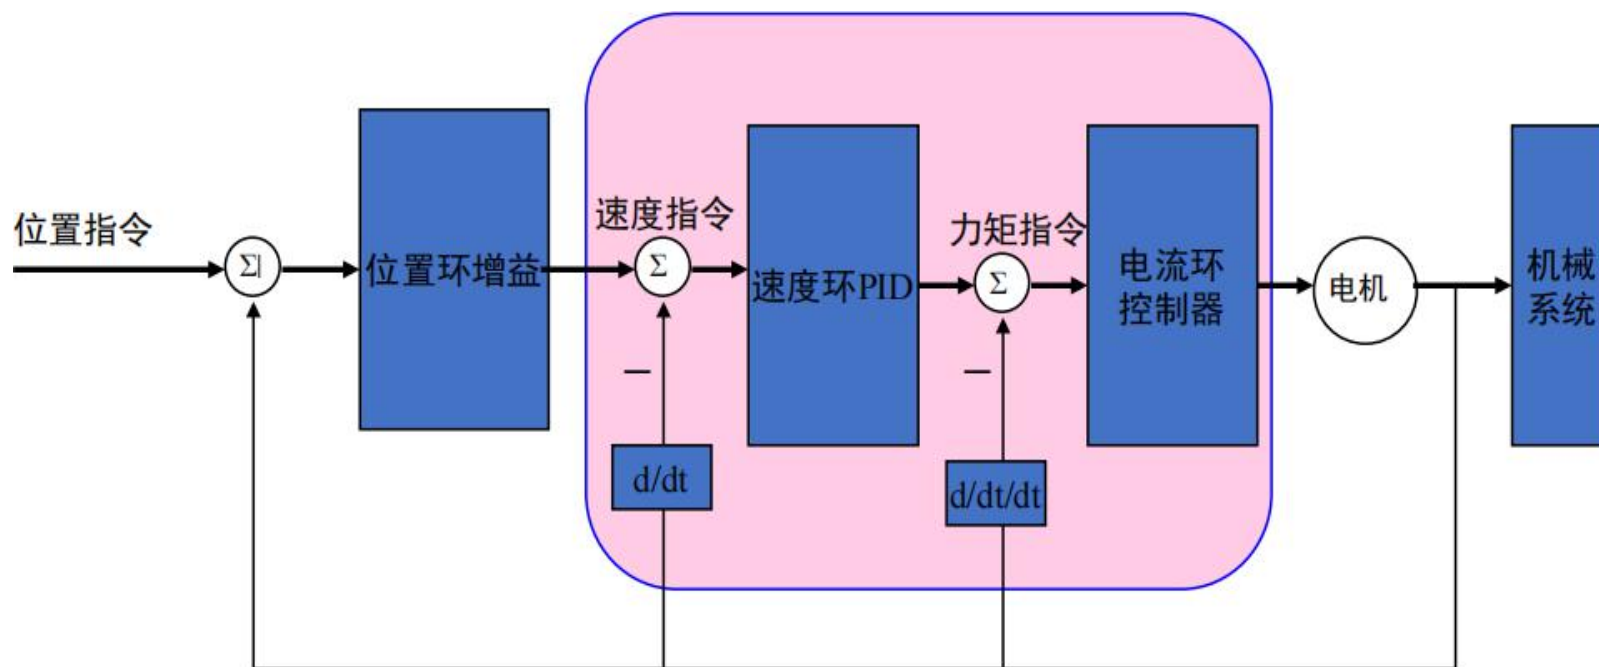 位置指令
Σ|
位置环增益
速度指令
Σ
速度环PID
力矩指令
Σ
电流环
控制器
电机
机械
系统
—
—
d/dt
d/dt/dt